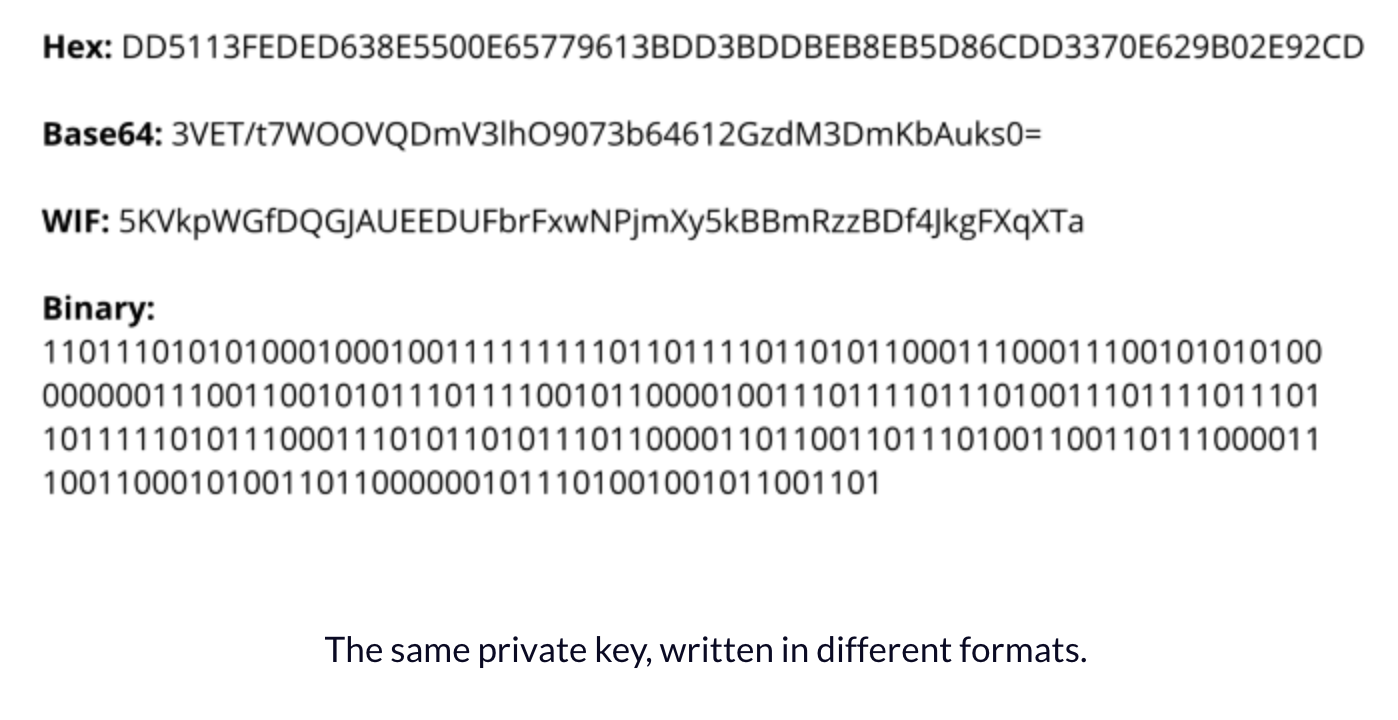 Hex: DD5113FEDED638E5500E65779613BDD3BDDBEB8EB5D86CDD3370E629B02E92CD
Base64: 3VET/t7WOOVQDmV3lhO9073b64612GzdM3DmKbAuks0=
WIF: 5KVkpWGfDQGJAUEEDUFbrFxwNPjmXy5kBBmRzzBDf4JkgFXqXTa
Binary:
1101110101010001000100111111111011011110110101100011100011100101010100
0000001110011001010111011110010110000100111011110111010011101111011101
1011111010111000111010110101110110000110110011011101001100110111000011
1001100010100110110000001011101001001011001101
The same private key, written in different formats.